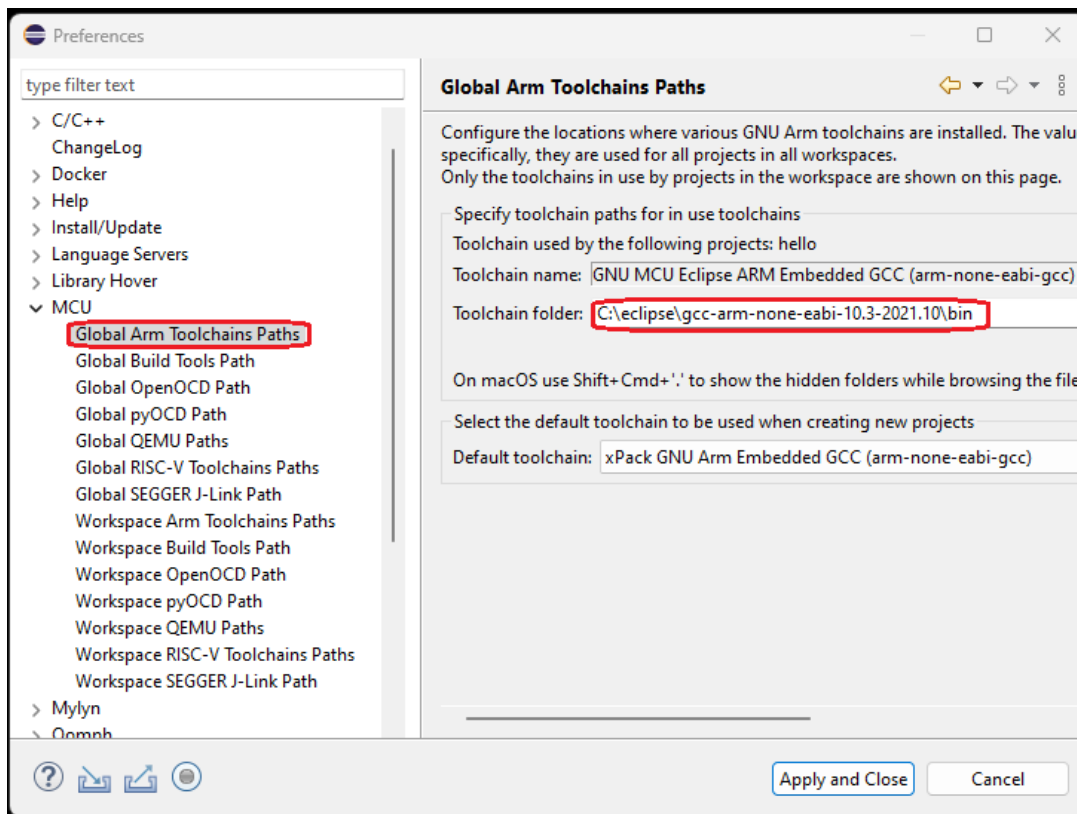 Preferences
type filter text
C/C++
ChangeLog
Docker
Help
Install/Update
Language Servers
Library Hover
MCU
Global Arm Toolchains Paths
Global Build Tools Path
Global OpenOCD Path
Global pyOCD Path
Global QEMU Paths
Global RISC-V Toolchains Paths
Global SEGGER J-Link Path
Workspace Arm Toolchains Paths
Workspace Build Tools Path
Workspace OpenOCD Path
Workspace pyOCD Path
Workspace QEMU Paths
Workspace RISC-V Toolchains Paths
Workspace SEGGER J-Link Path
Mylyn
Oomph
Global Arm Toolchains Paths
Configure the locations where various GNU Arm toolchains are installed. The valu
specifically, they are used for all projects in all workspaces.
Only the toolchains in use by projects in the workspace are shown on this page.
Specify toolchain paths for in use toolchains
Toolchain used by the following projects: hello
Toolchain name: GNU MCU Eclipse ARM Embedded GCC (arm-none-eabi-gcc)
Toolchain folder: C:\eclipse\gcc-arm-none-eabi-10.3-2021.10\bin
On macOS use Shift+Cmd+'.' to show the hidden folders while browsing the file
Select the default toolchain to be used when creating new projects
Default toolchain: xPack GNU Arm Embedded GCC (arm-none-eabi-gcc)
Apply and Close
Cancel